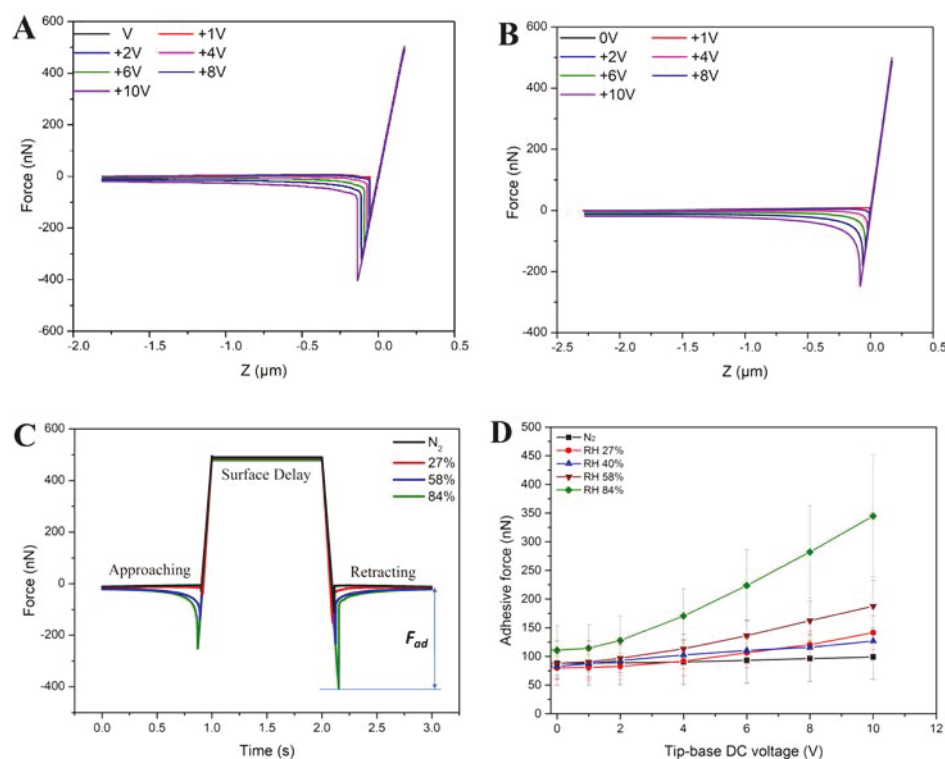 A
V +1V
+2V +4V
+6V +8V
+10V
600
400
200
0
-200
-400
-600
Force (nN)
-2.0 -1.5 -1.0 -0.5 0.0 0.5
Z (µm)
B
0V +1V
+2V +4V
+6V +8V
+10V
600
400
200
0
-200
-400
Force (nN)
-2.5 -2.0 -1.5 -1.0 -0.5 0.0 0.5
Z (µm)
C
N2
27%
58%
84%
Surface Delay
Approaching
Retracting
Fad
600
400
200
0
-200
-400
Force (nN)
0.0 0.5 1.0 1.5 2.0 2.5 3.0
Time (s)
D
N2
RH 27%
RH 40%
RH 58%
RH 84%
500
450
400
350
300
250
200
150
100
50
0
Adhesive force (nN)
0 2 4 6 8 10 12
Tip-base DC voltage (V)